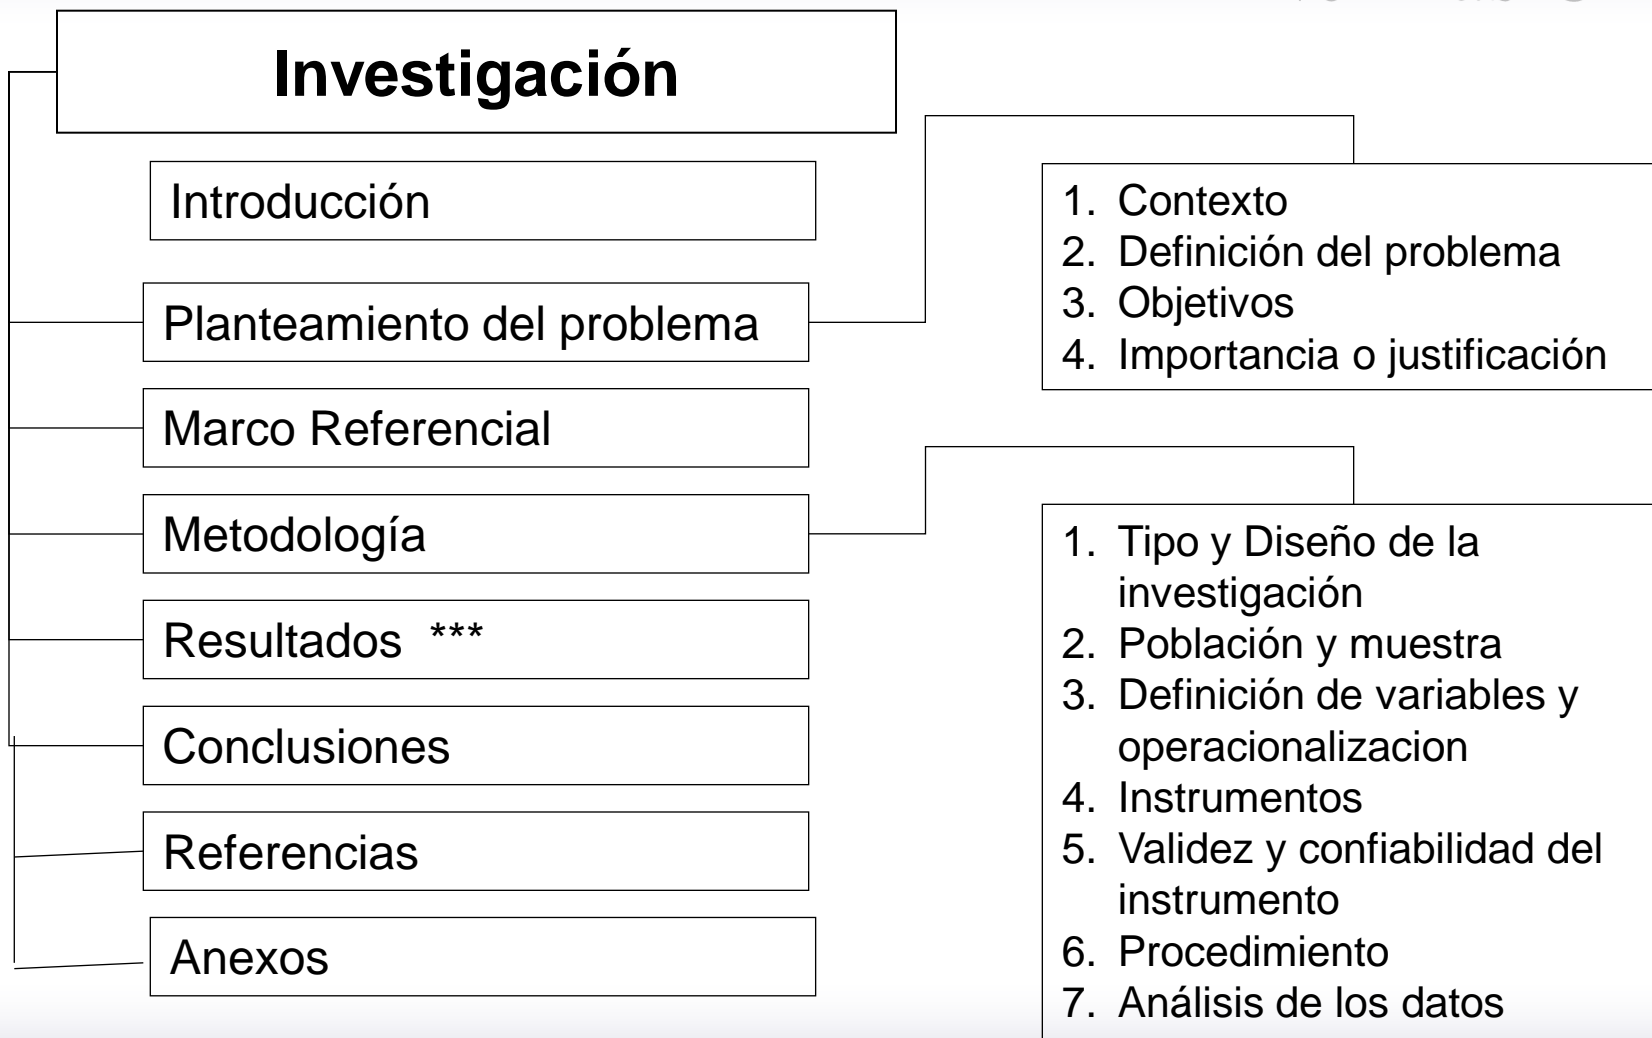 Investigación
Introducción
Planteamiento del problema
Marco Referencial
Metodología
Resultados ***
Conclusiones
Referencias
Anexos
1. Contexto
2. Definición del problema
3. Objetivos
4. Importancia o justificación
1. Tipo y Diseño de la
investigación
2. Población y muestra
3. Definición de variables y
operacionalizacion
4. Instrumentos
5. Validez y confiabilidad del
instrumento
6. Procedimiento
7. Análisis de los datos